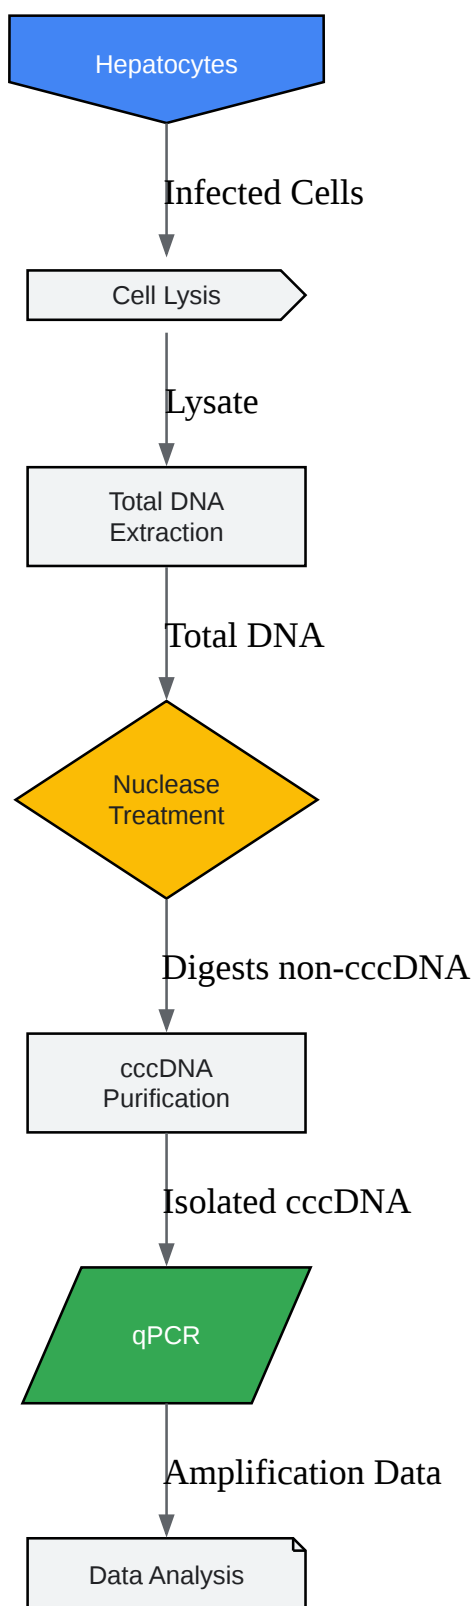 Hepatocytes
Infected Cells
Cell Lysis
Lysate
Total DNA
Extraction
Total DNA
Nuclease
Treatment
Digests non-cccDNA
cccDNA
Purification
Isolated cccDNA
qPCR
Amplification Data
Data Analysis